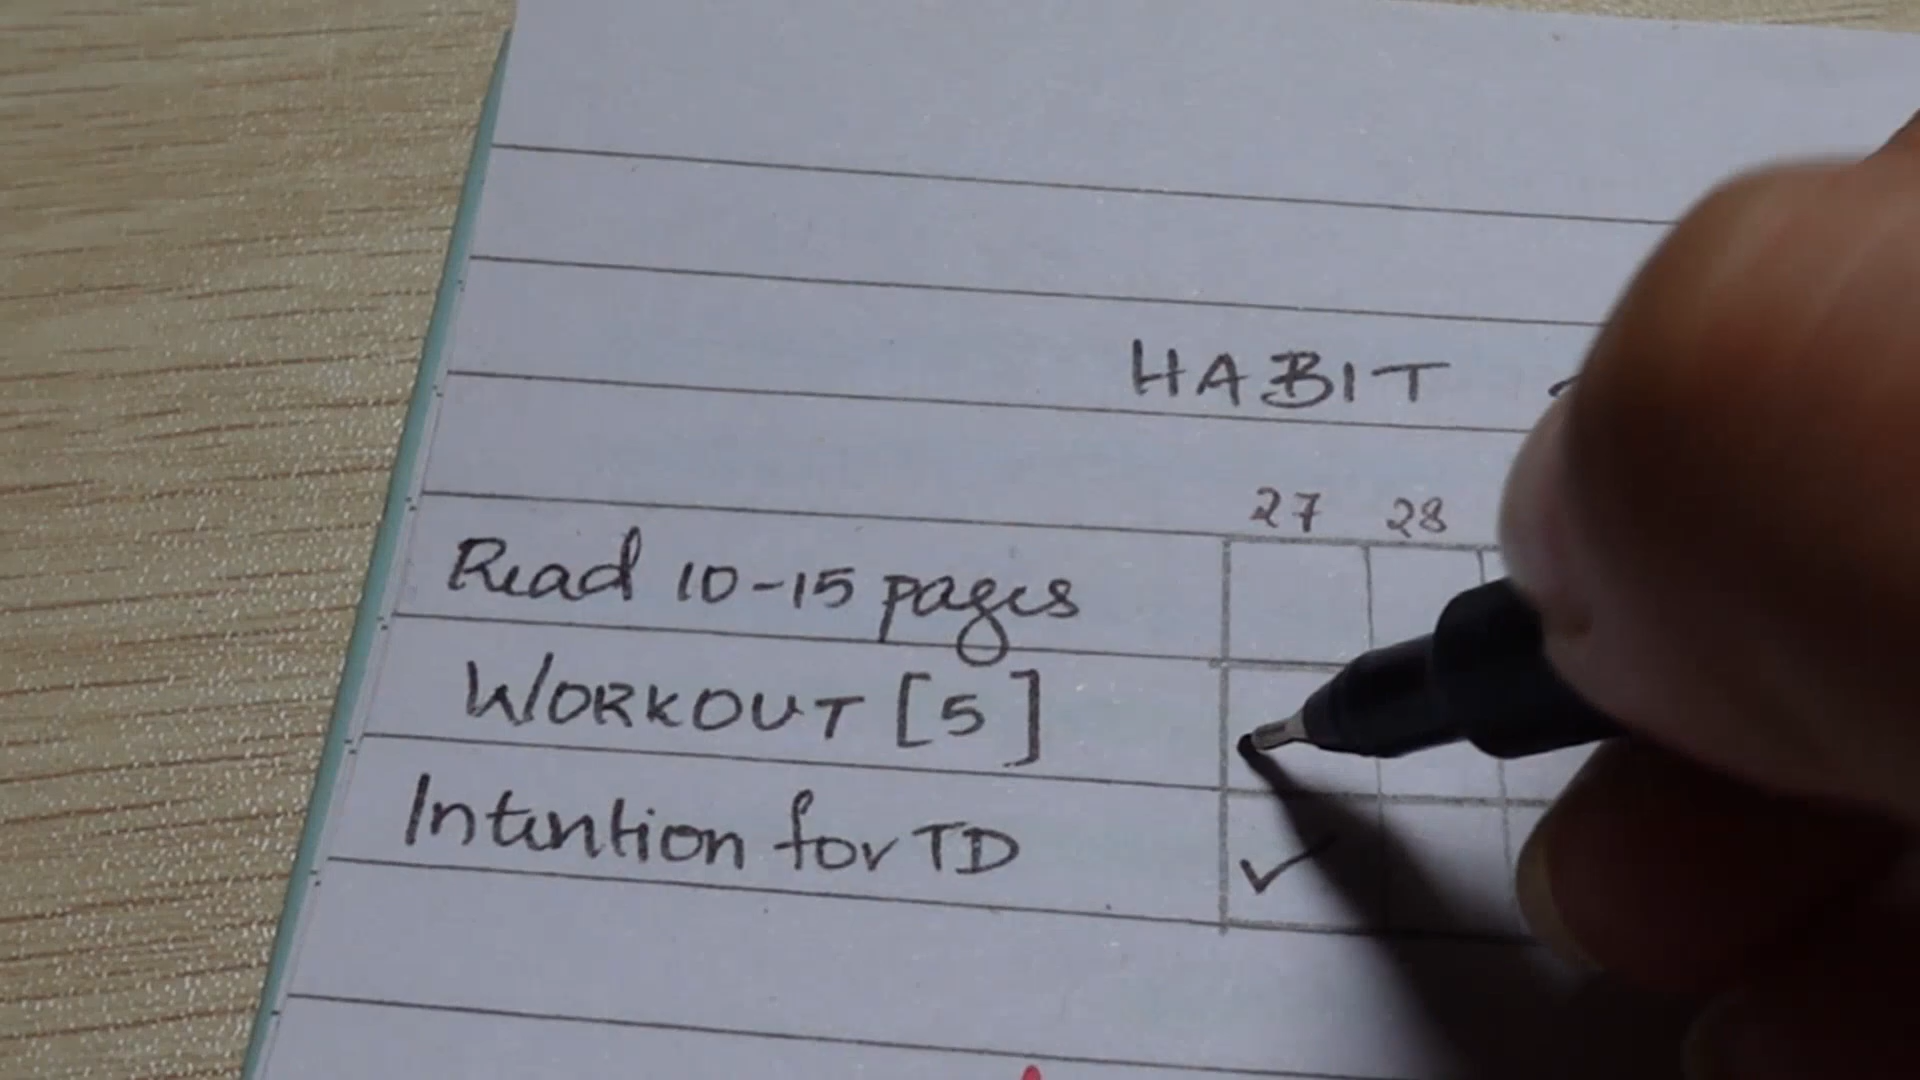 HABIT
27 28
Read 10-15 pages
WORKOUT [5]
Intention for TD
✓